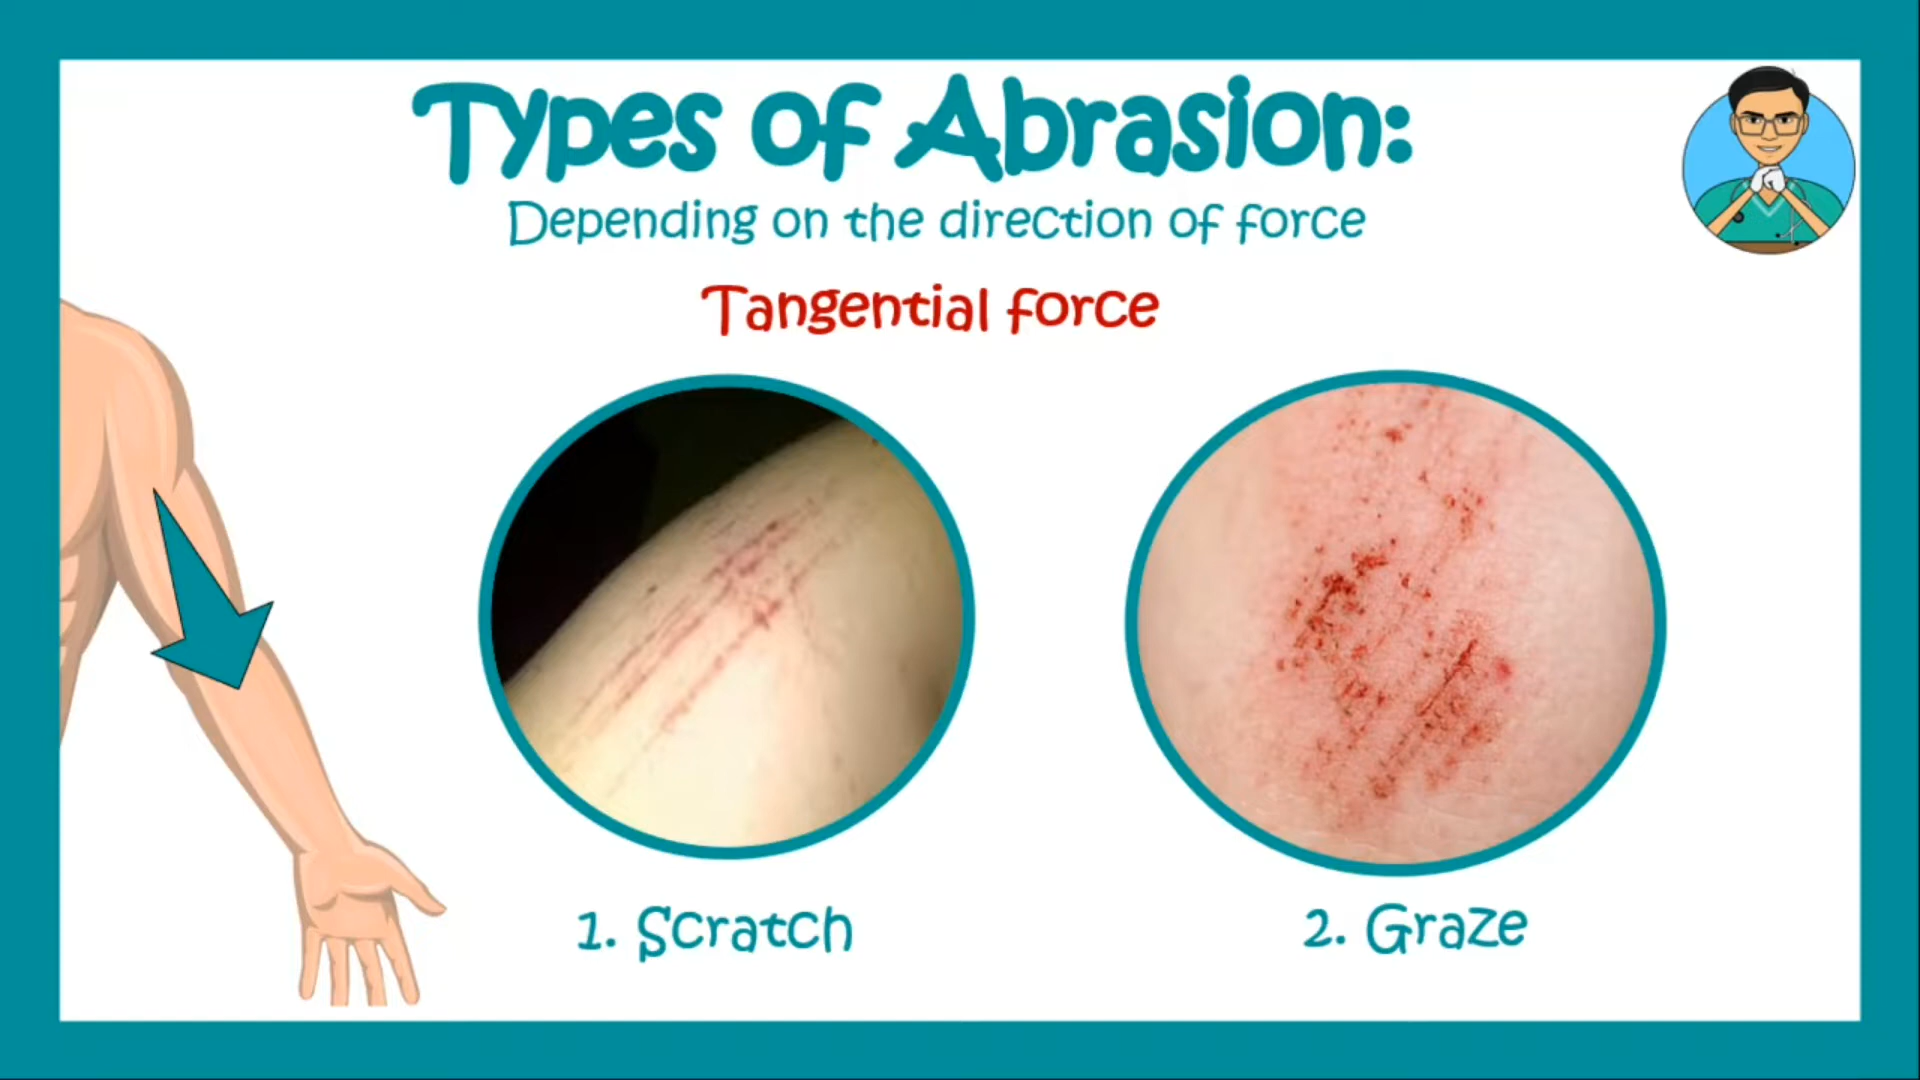 Types of Abrasion:
Depending on the direction of force
Tangential force
1. Scratch
2. Graze